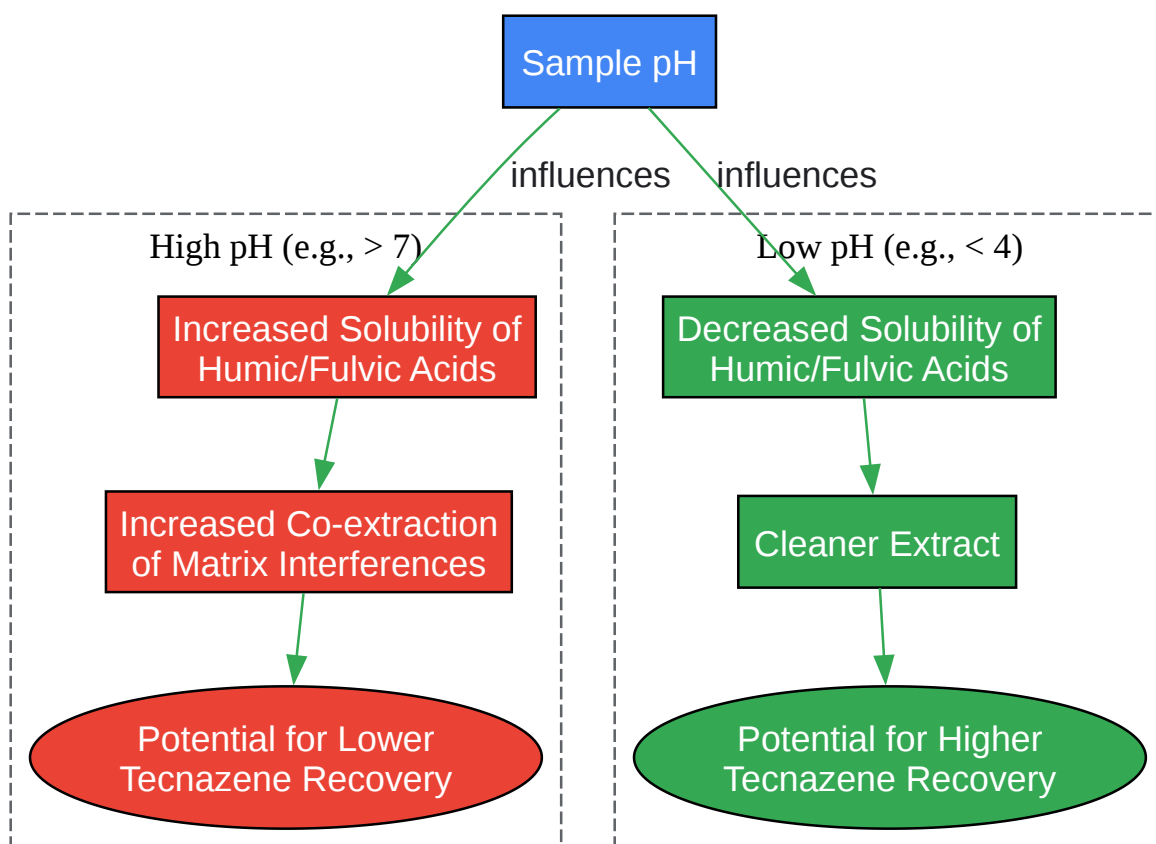 Sample pH
influences
influences
High pH (e.g., > 7)
Increased Solubility of
Humic/Fulvic Acids
Increased Co-extraction
of Matrix Interferences
Potential for Lower
Tecnazene Recovery
Low pH (e.g., < 4)
Decreased Solubility of
Humic/Fulvic Acids
Cleaner Extract
Potential for Higher
Tecnazene Recovery